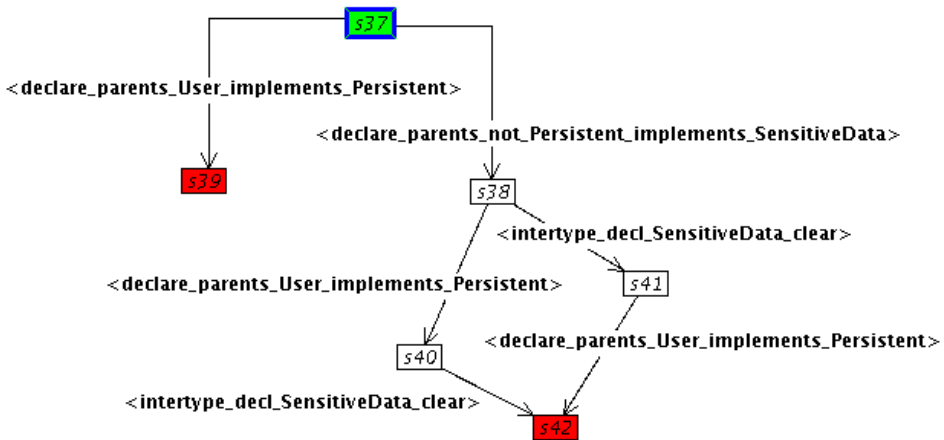 s37
<declare_parents_User_implements_Persistent>
<declare_parents_not_Persistent_implements_SensitiveData>
s39
s38
<intertype_decl_SensitiveData_clear>
<declare_parents_User_implements_Persistent>
s41
<declare_parents_User_implements_Persistent>
s40
<intertype_decl_SensitiveData_clear>
s42